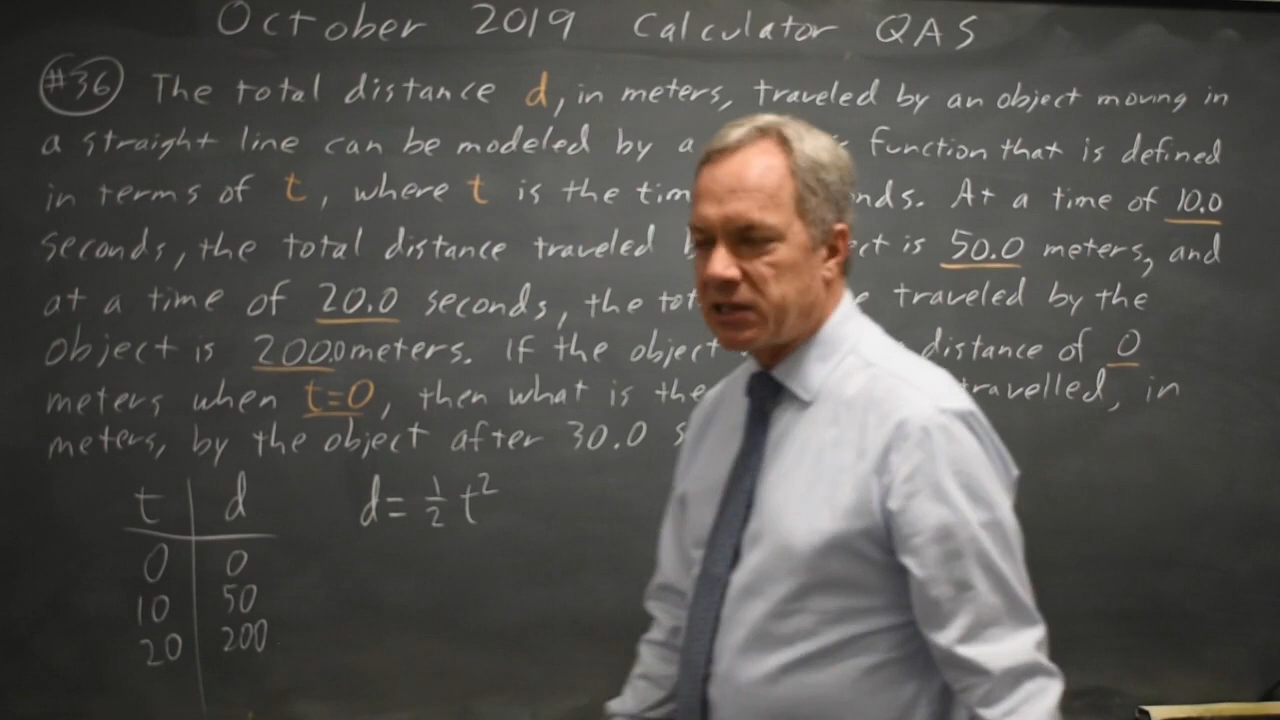 October 2019 Calculator QAS
#36 The total distance d, in meters, traveled by an object moving in
a straight line can be modeled by a function that is defined
in terms of t, where t is the tim nds. At a time of 10.0
seconds, the total distance traveled ct is 50.0 meters, and
at a time of 20.0 seconds, the tot e traveled by the
object is 200.0 meters. If the object distance of 0
meters when t=0, then what is the travelled, in
meters, by the object after 30.0 s
t d d = 1/2 t²
0 0
10 50
20 200